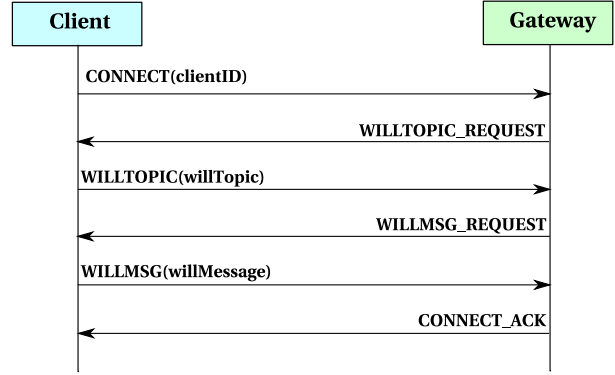 Client
Gateway
CONNECT(clientID)
WILLTOPIC_REQUEST
WILLTOPIC(willTopic)
WILLMSG_REQUEST
WILLMSG(willMessage)
CONNECT_ACK